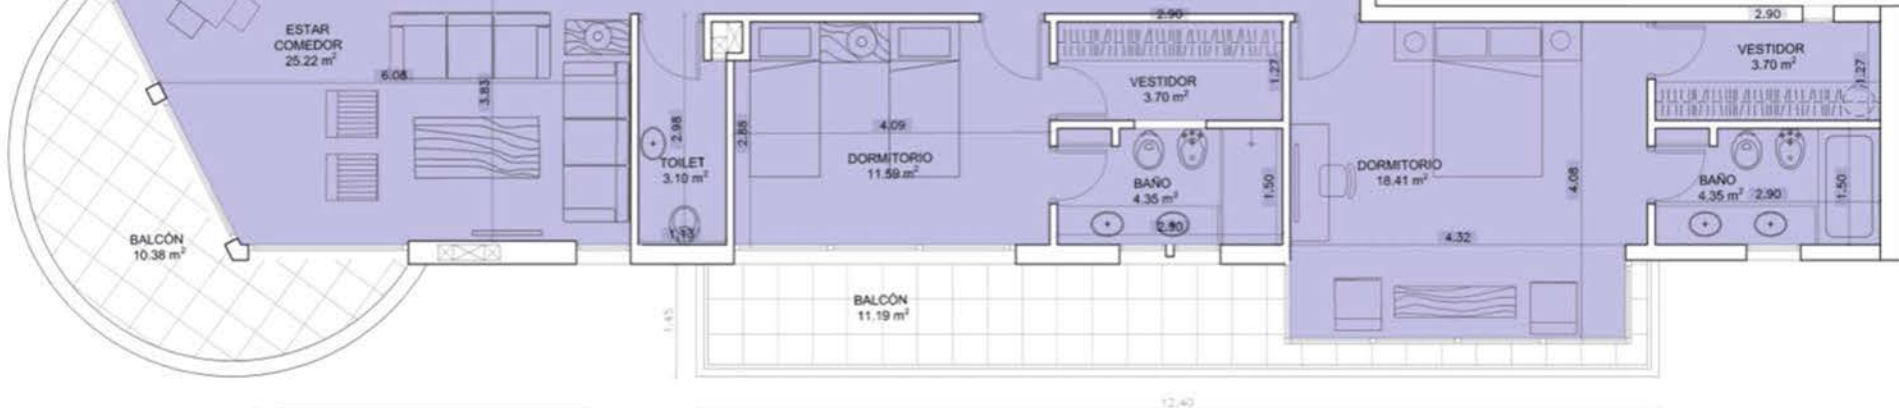 ESTAR
COMEDOR
25.22 m²
6.08
3.83
BALCÓN
10.38 m²
TOILET
3.10 m²
2.98
1.13
2.88
4.09
DORMITORIO
11.59 m²
2.90
VESTIDOR
3.70 m²
1.27
BAÑO
4.35 m²
1.50
2.90
BALCÓN
11.19 m²
1.45
12.40
DORMITORIO
18.41 m²
4.08
4.32
2.90
VESTIDOR
3.70 m²
1.27
BAÑO
4.35 m²
2.90
1.50